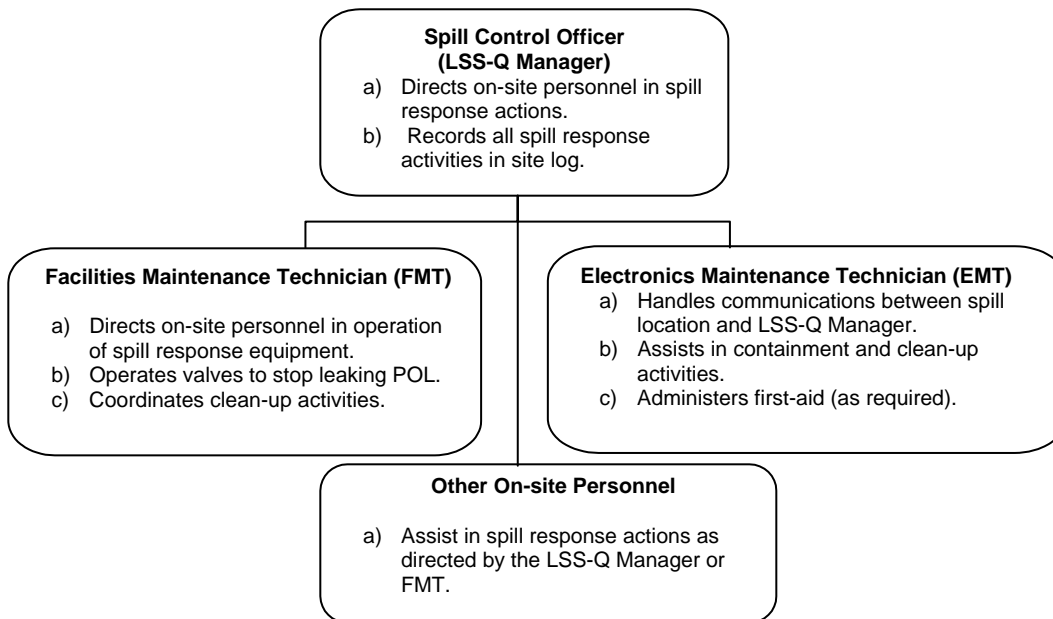 Spill Control Officer
(LSS-Q Manager)
a) Directs on-site personnel in spill
response actions.
b) Records all spill response
activities in site log.
Facilities Maintenance Technician (FMT)
a) Directs on-site personnel in operation
of spill response equipment.
b) Operates valves to stop leaking POL.
c) Coordinates clean-up activities.
Electronics Maintenance Technician (EMT)
a) Handles communications between spill
location and LSS-Q Manager.
b) Assists in containment and clean-up
activities.
c) Administers first-aid (as required).
Other On-site Personnel
a) Assist in spill response actions as
directed by the LSS-Q Manager or
FMT.